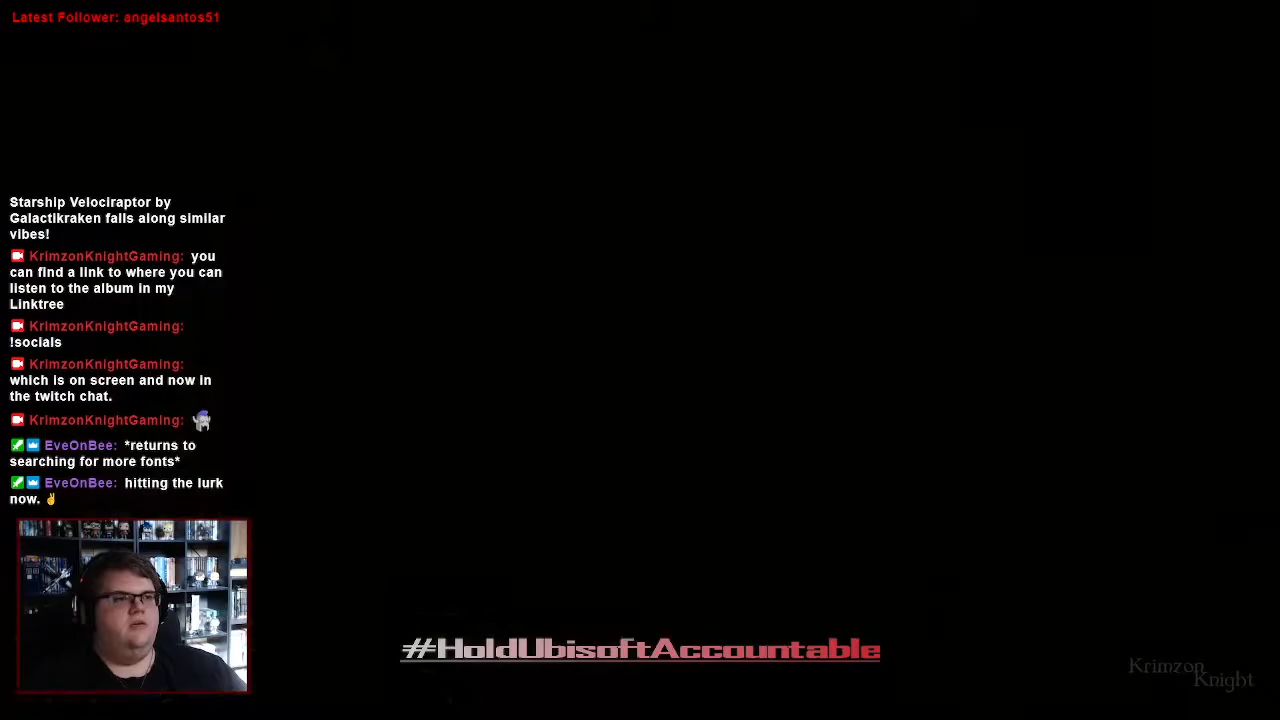 Latest Follower: angelsantos51
Starship Velociraptor by
Galactikraken falls along similar
vibes!
KrimzonKnightGaming: you
can find a link to where you can
listen to the album in my
Linktree
KrimzonKnightGaming:
!socials
KrimzonKnightGaming:
which is on screen and now in
the twitch chat.
KrimzonKnightGaming:
EveOnBee: *returns to
searching for more fonts*
EveOnBee: hitting the lurk
now. ✌
#HoldUbisoftAccountable
Krimzon
Knight